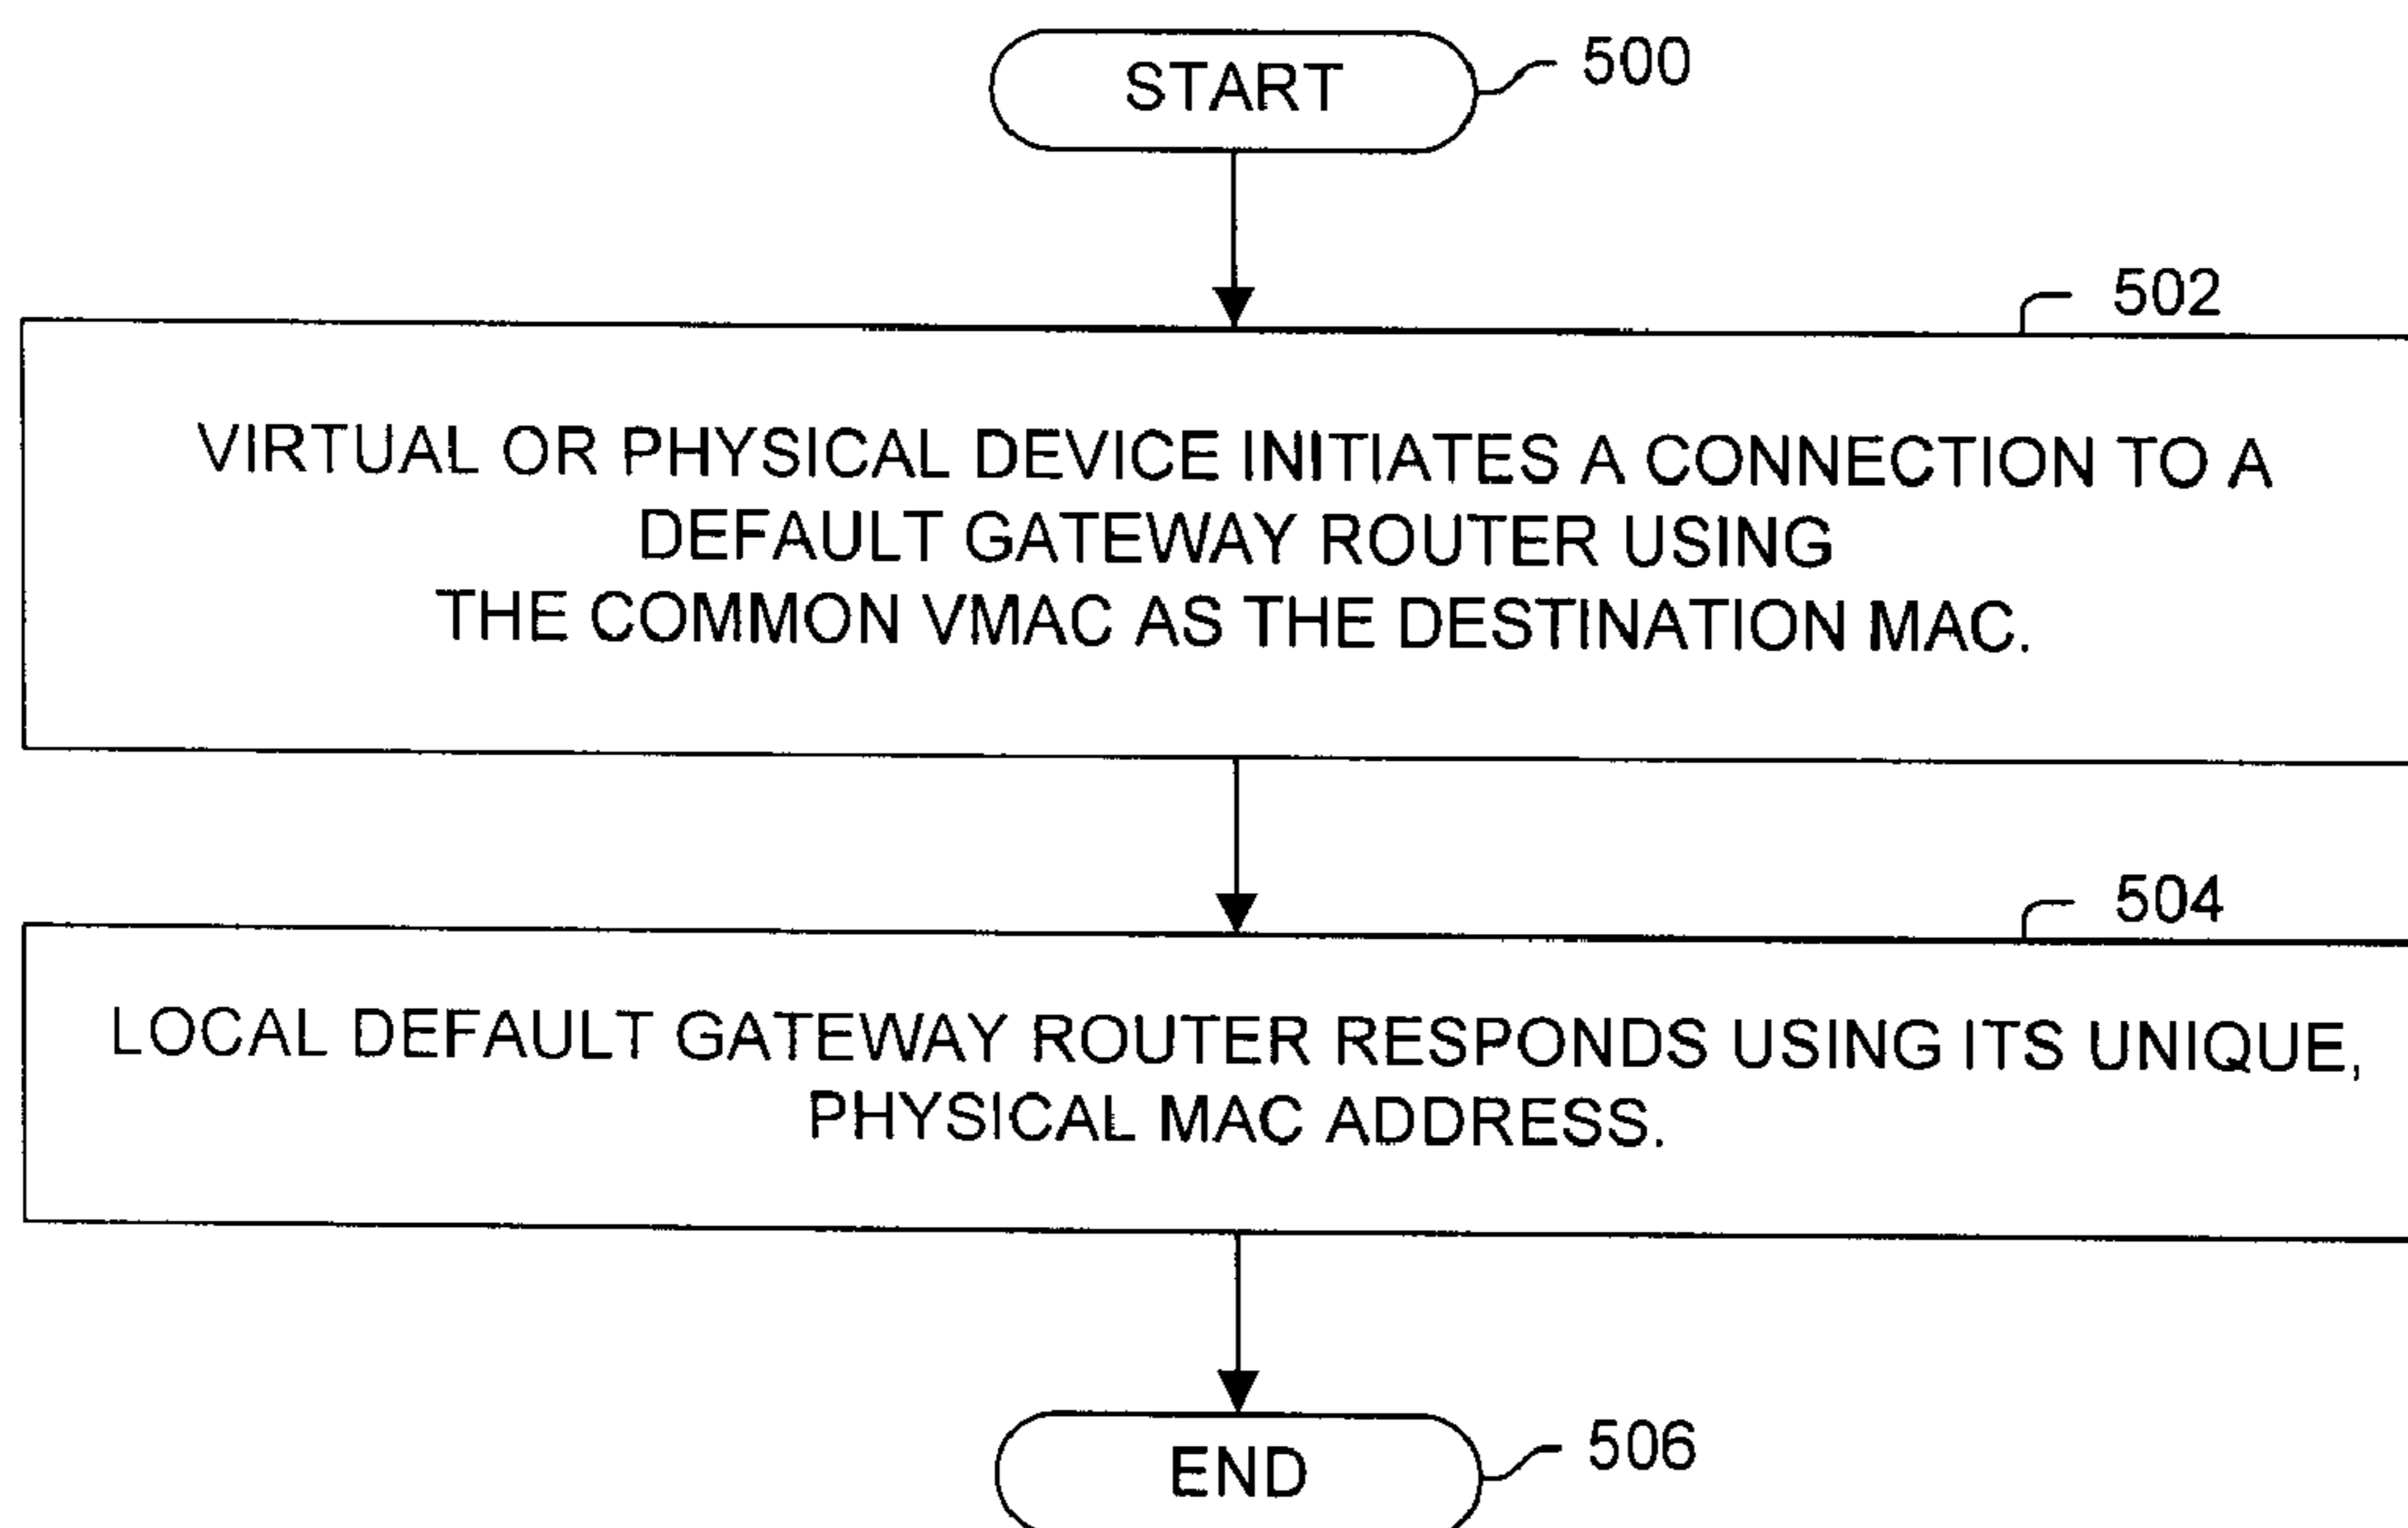 START
500
502
VIRTUAL OR PHYSICAL DEVICE INITIATES A CONNECTION TO A
DEFAULT GATEWAY ROUTER USING
THE COMMON VMAC AS THE DESTINATION MAC.
504
LOCAL DEFAULT GATEWAY ROUTER RESPONDS USING ITS UNIQUE,
PHYSICAL MAC ADDRESS.
END
506